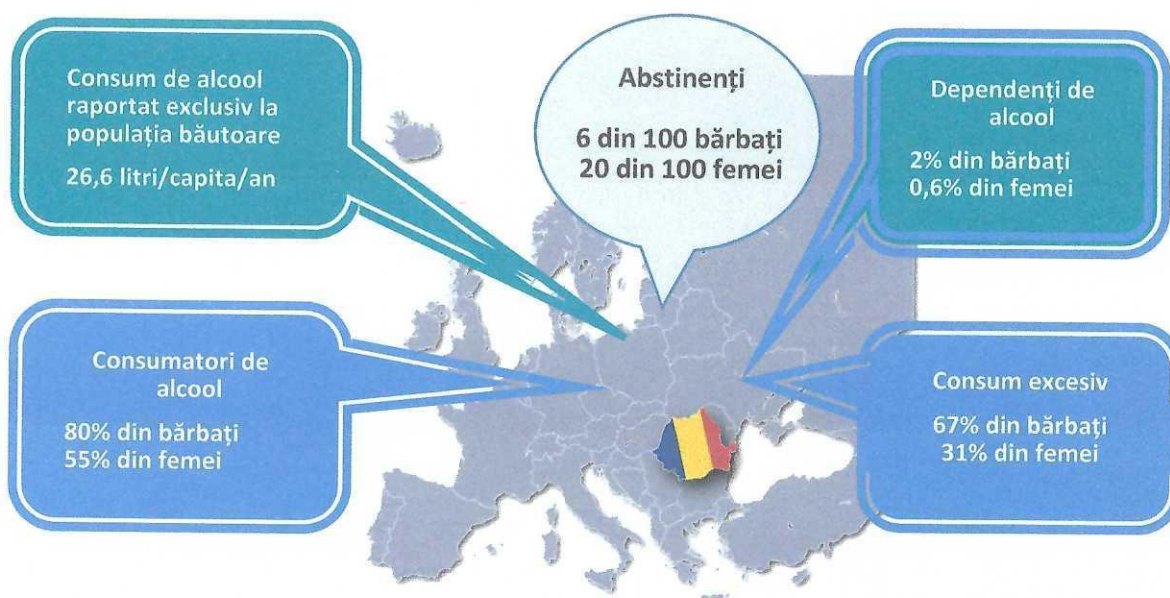 Consum de alcool
raportat exclusiv la
populația băutoare
26,6 litri/capita/an
Abstinenți
6 din 100 bărbați
20 din 100 femei
Dependenți de
alcool
2% din bărbați
0,6% din femei
Consumatori de
alcool
80% din bărbați
55% din femei
Consum excesiv
67% din bărbați
31% din femei